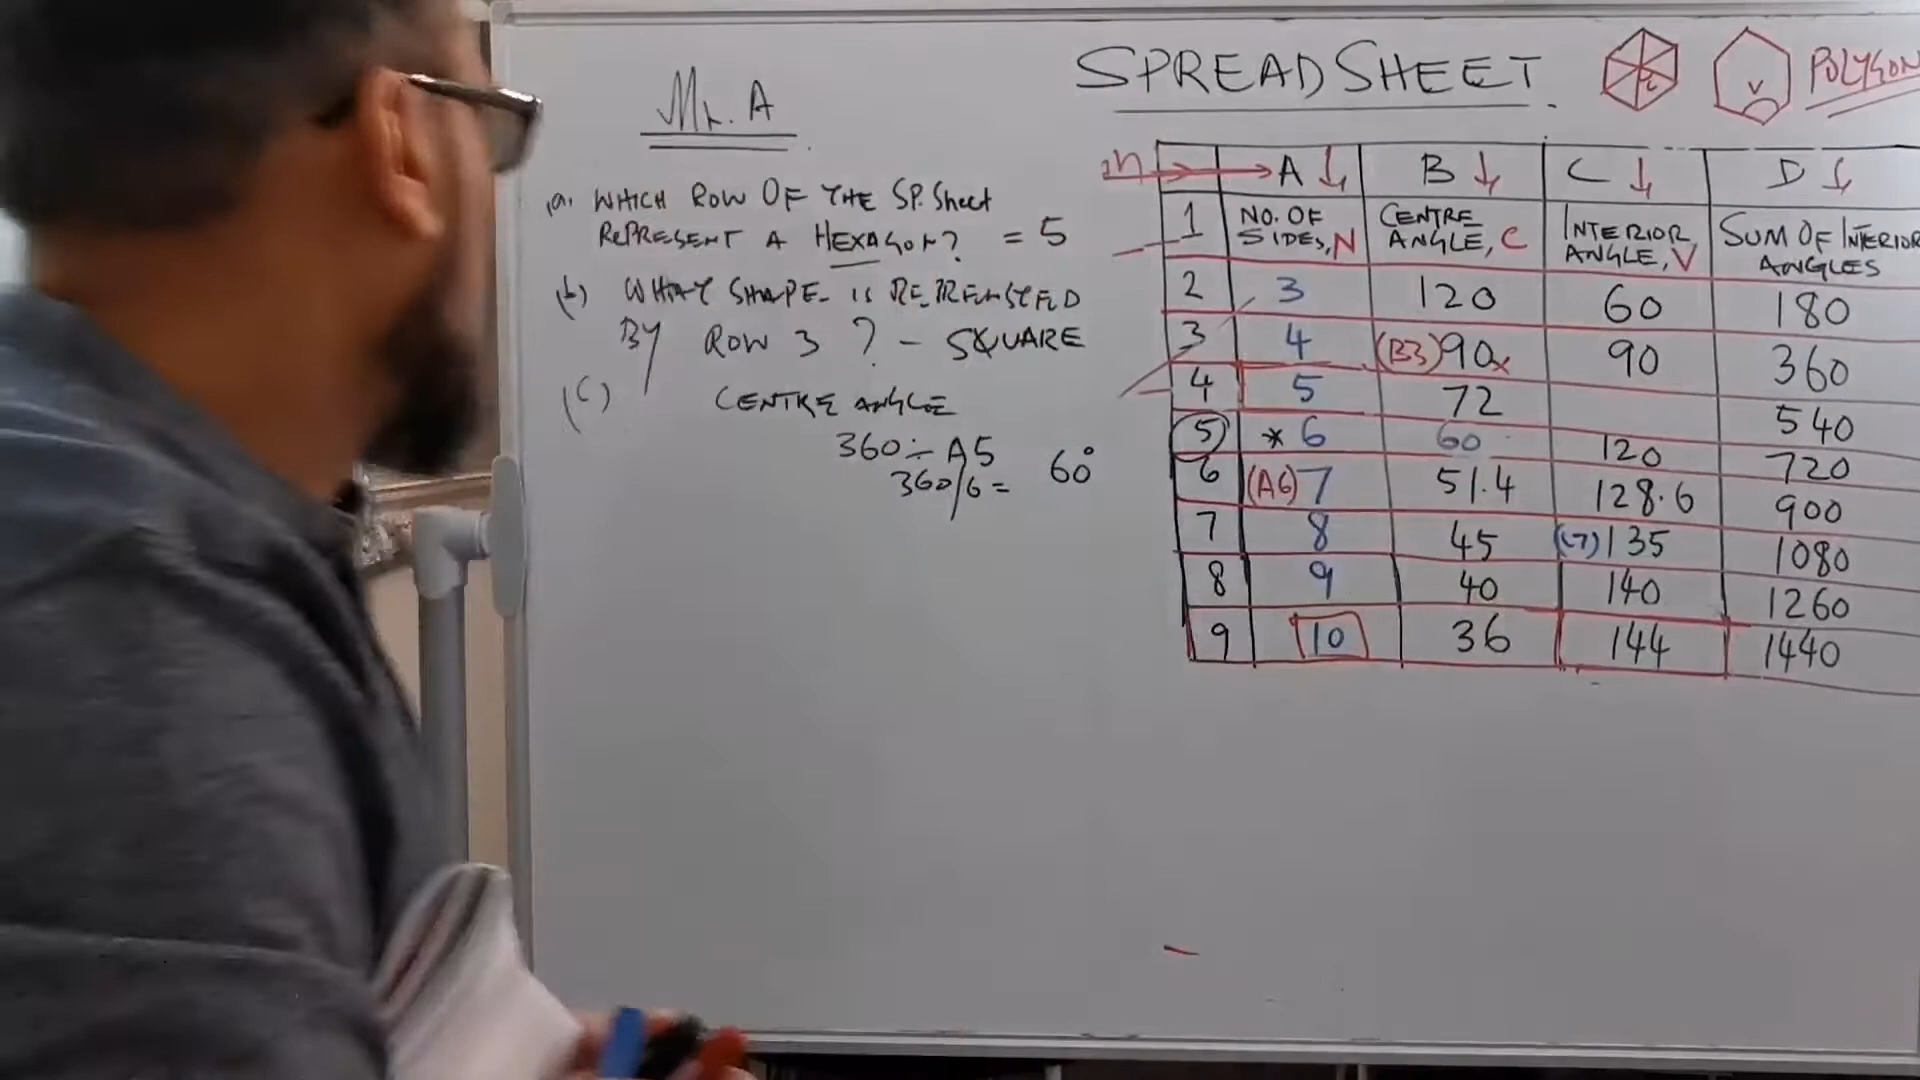 SPREADSHEET
C
V
POLYGON
Mr. A
(a. WHICH ROW OF THE SP. Sheet
REPRESENT A HEXAGON? = 5
(b) WHAT SHAPE IS REPRENSTED
BY ROW 3 ? - SQUARE
(C) CENTRE ANGLE
360 ÷ A5
360/6 = 60°
A B C D
1 NO. OF SIDES, N CENTRE ANGLE, C INTERIOR ANGLE, V SUM OF INTERIOR ANGLES
2 3 120 60 180
3 4 (B3) 90x 90 360
4 5 72 540
5 * 6 60 120 720
6 (A6) 7 51.4 128.6 900
7 8 45 (C7) 135 1080
8 9 40 140 1260
9 10 36 144 1440